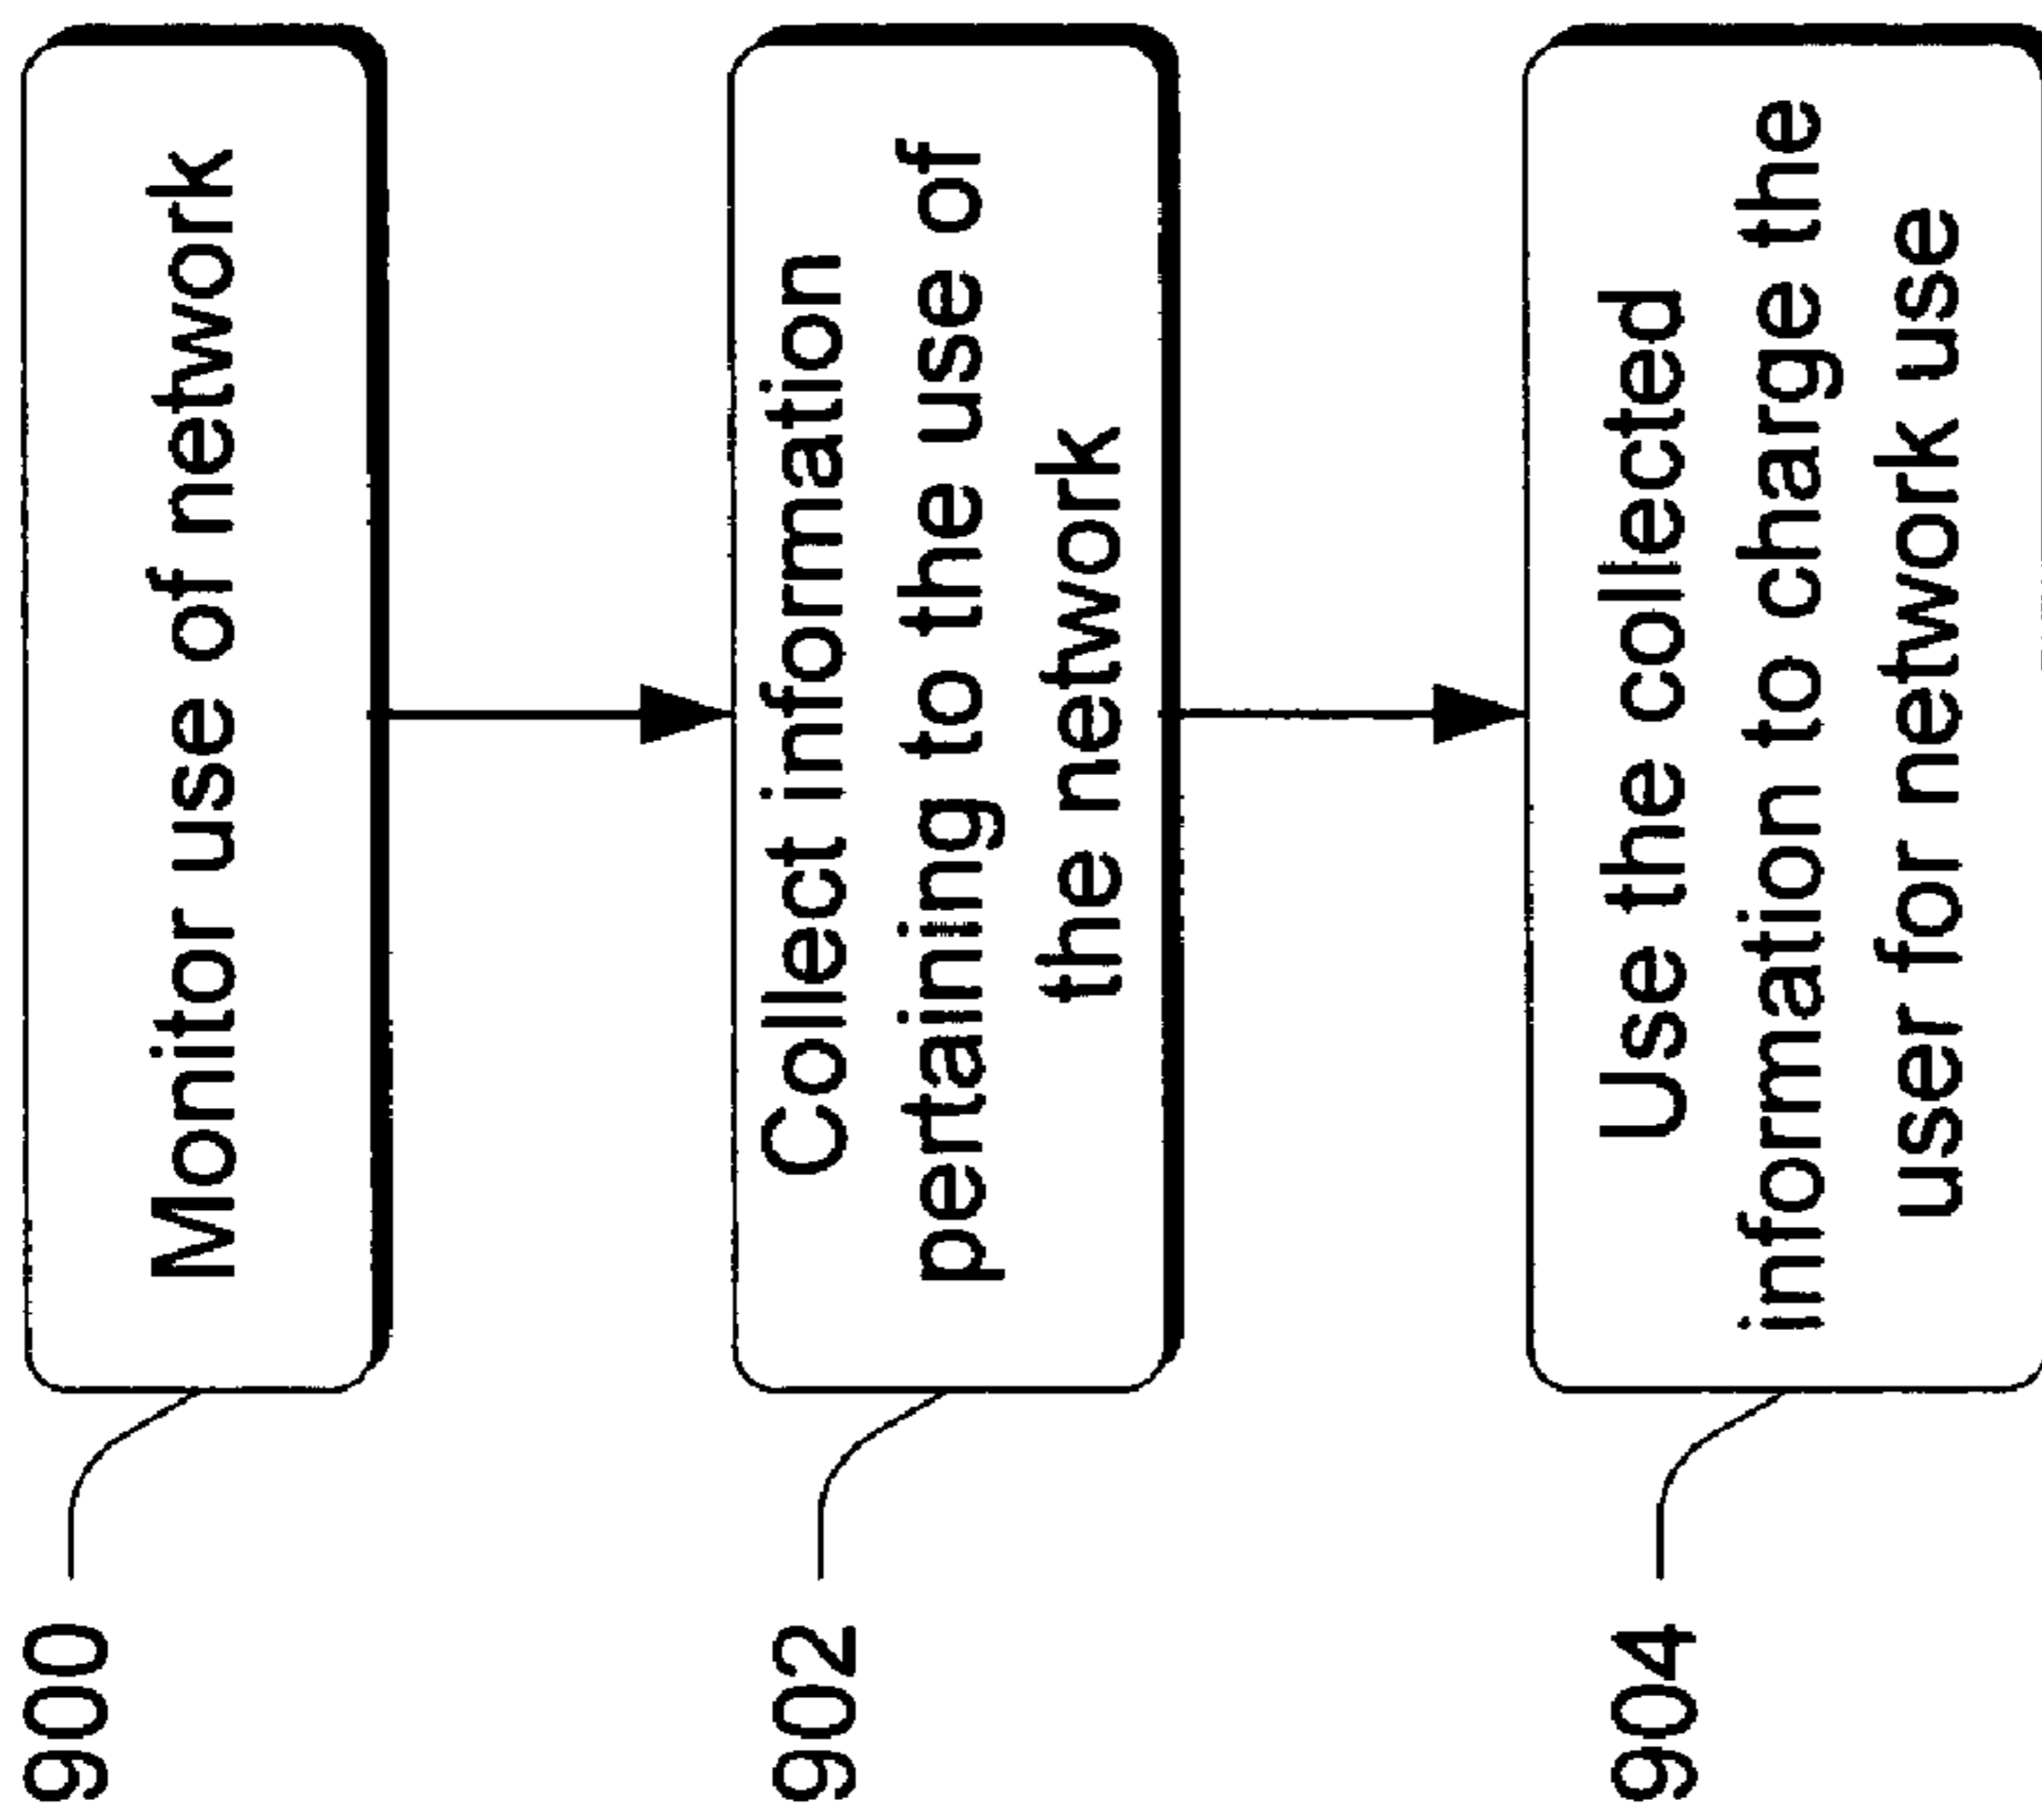 900
Monitor use of network
902
Collect information
pertaining to the use of
the network
904
Use the collected
information to charge the
user for network use